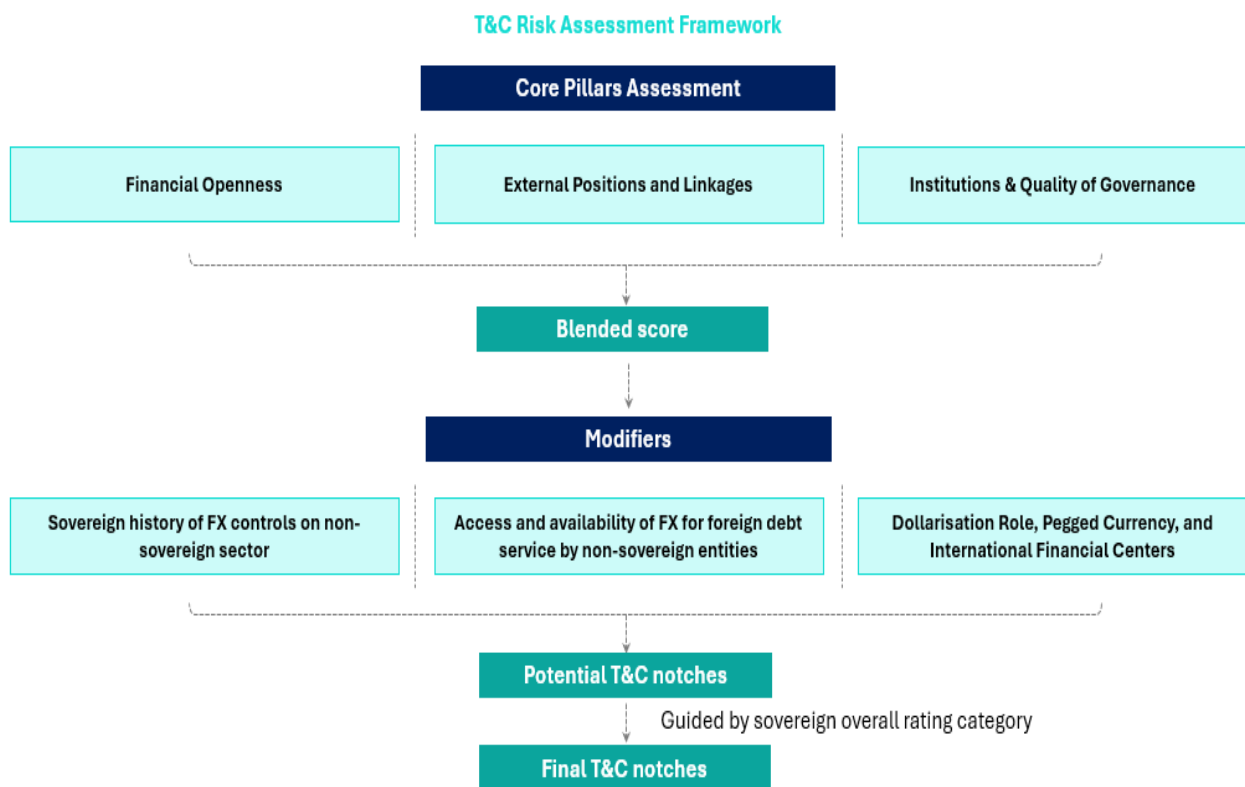 T&C Risk Assessment Framework
Core Pillars Assessment
Financial Openness
External Positions and Linkages
Institutions & Quality of Governance
Blended score
Modifiers
Sovereign history of FX controls on non-
sovereign sector
Access and availability of FX for foreign debt
service by non-sovereign entities
Dollarisation Role, Pegged Currency, and
International Financial Centers
Potential T&C notches
Guided by sovereign overall rating category
Final T&C notches